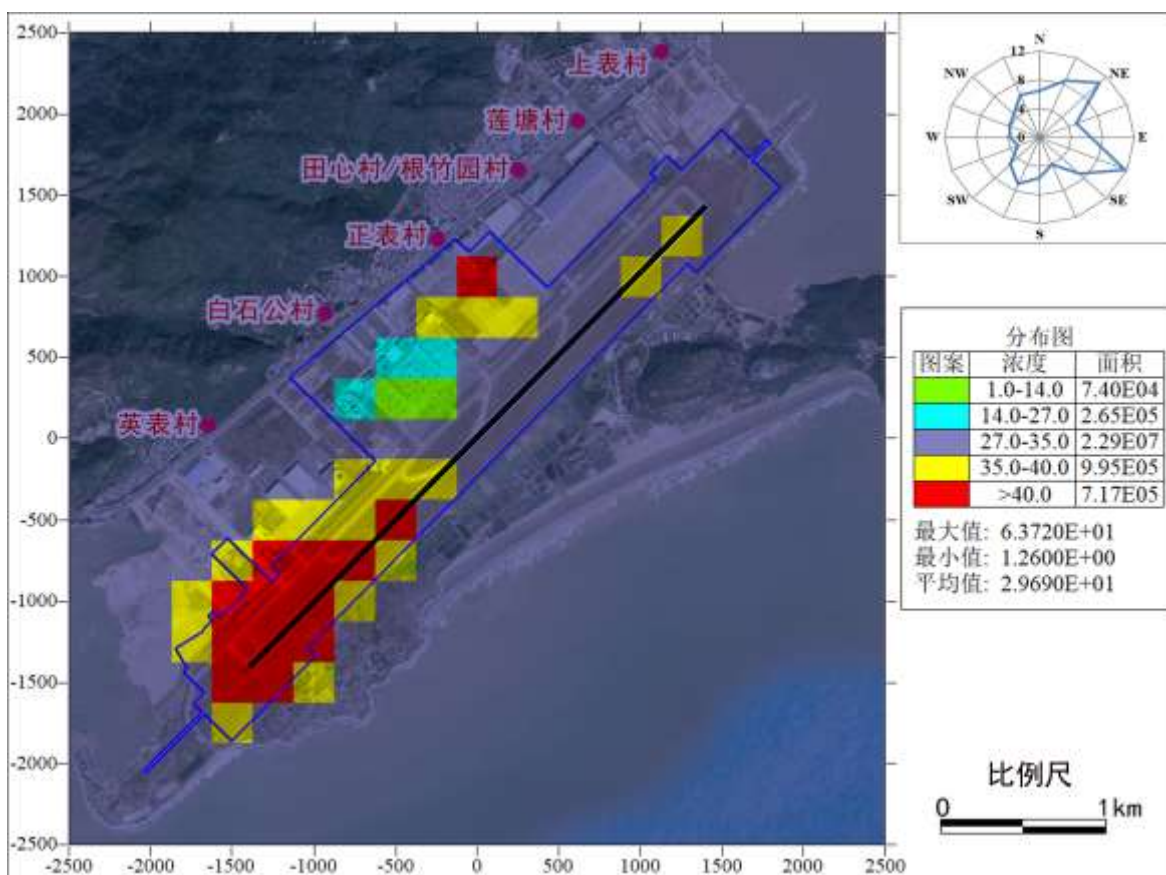 2500
2000
1500
1000
500
0
-500
-1000
-1500
-2000
-2500
-2500 -2000 -1500 -1000 -500 0 500 1000 1500 2000 2500
上表村
莲塘村
田心村/根竹园村
正表村
白石公村
英表村
N
12
NW NE
8
4
W 0 E
SW SE
S
分布图
图案 浓度 面积
1.0-14.0 7.40E04
14.0-27.0 2.65E05
27.0-35.0 2.29E07
35.0-40.0 9.95E05
>40.0 7.17E05
最大值: 6.3720E+01
最小值: 1.2600E+00
平均值: 2.9690E+01
比例尺
0 1km